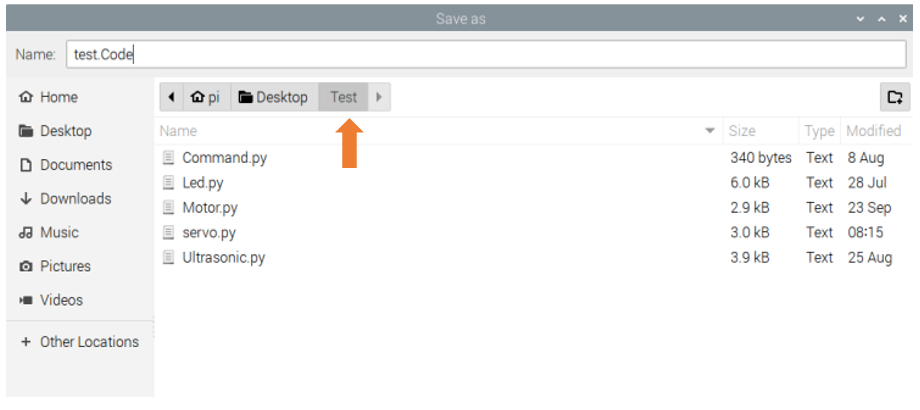 Save as
Name: test.Code
Home
Desktop
Documents
Downloads
Music
Pictures
Videos
+ Other Locations
pi Desktop Test
Name Size Type Modified
Command.py 340 bytes Text 8 Aug
Led.py 6.0 kB Text 28 Jul
Motor.py 2.9 kB Text 23 Sep
servo.py 3.0 kB Text 08:15
Ultrasonic.py 3.9 kB Text 25 Aug